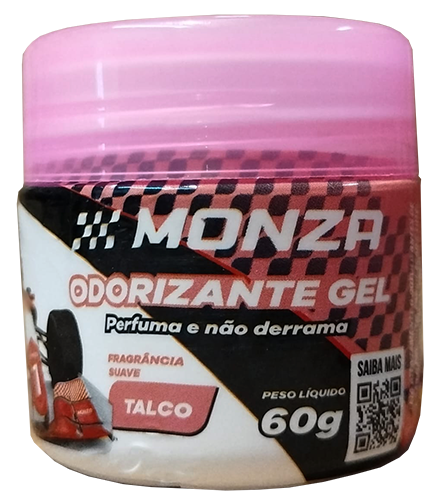 MONZA
ODORIZANTE GEL
Perfuma e não derrama
FRAGRÂNCIA
SUAVE
TALCO
PESO LÍQUIDO
60g
SAIBA MAIS